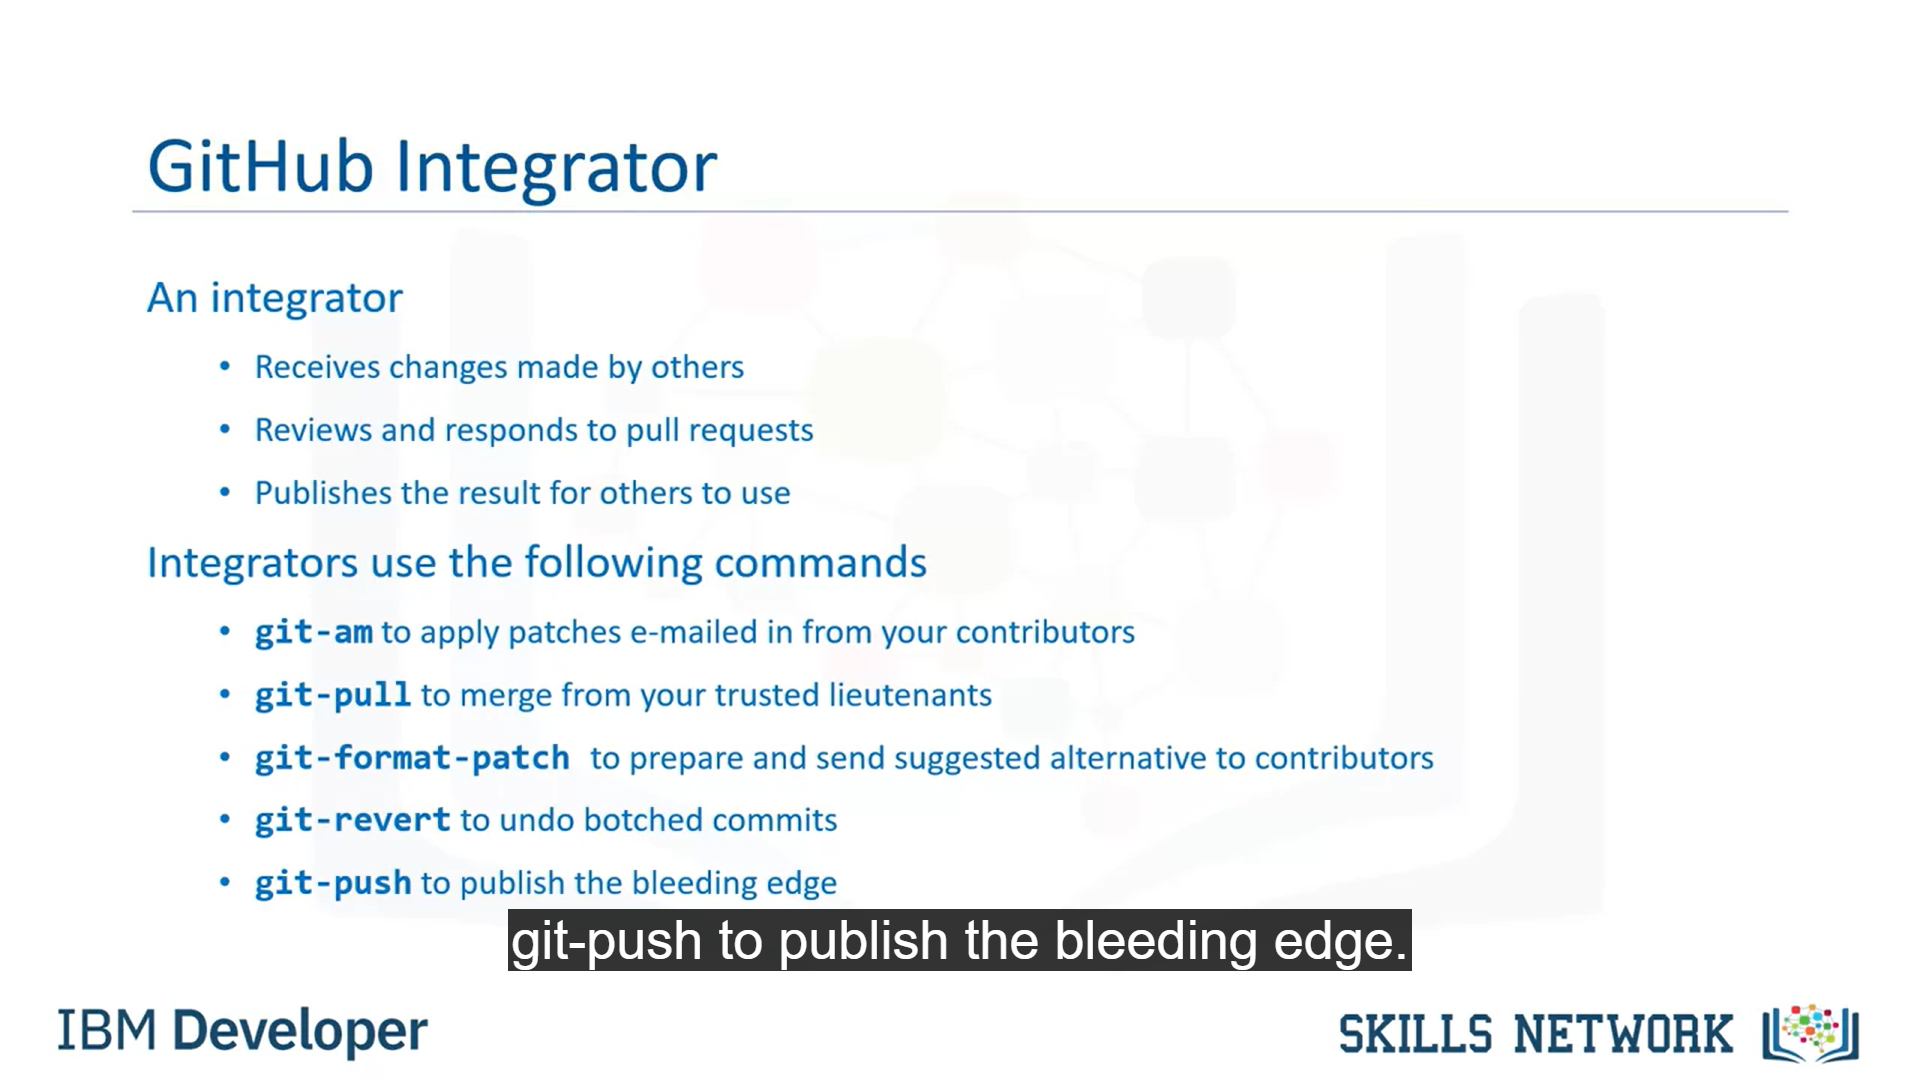 GitHub Integrator
An integrator
• Receives changes made by others
• Reviews and responds to pull requests
• Publishes the result for others to use
Integrators use the following commands
• git-am to apply patches e-mailed in from your contributors
• git-pull to merge from your trusted lieutenants
• git-format-patch to prepare and send suggested alternative to contributors
• git-revert to undo botched commits
• git-push to publish the bleeding edge
git-push to publish the bleeding edge.
IBM Developer
SKILLS NETWORK